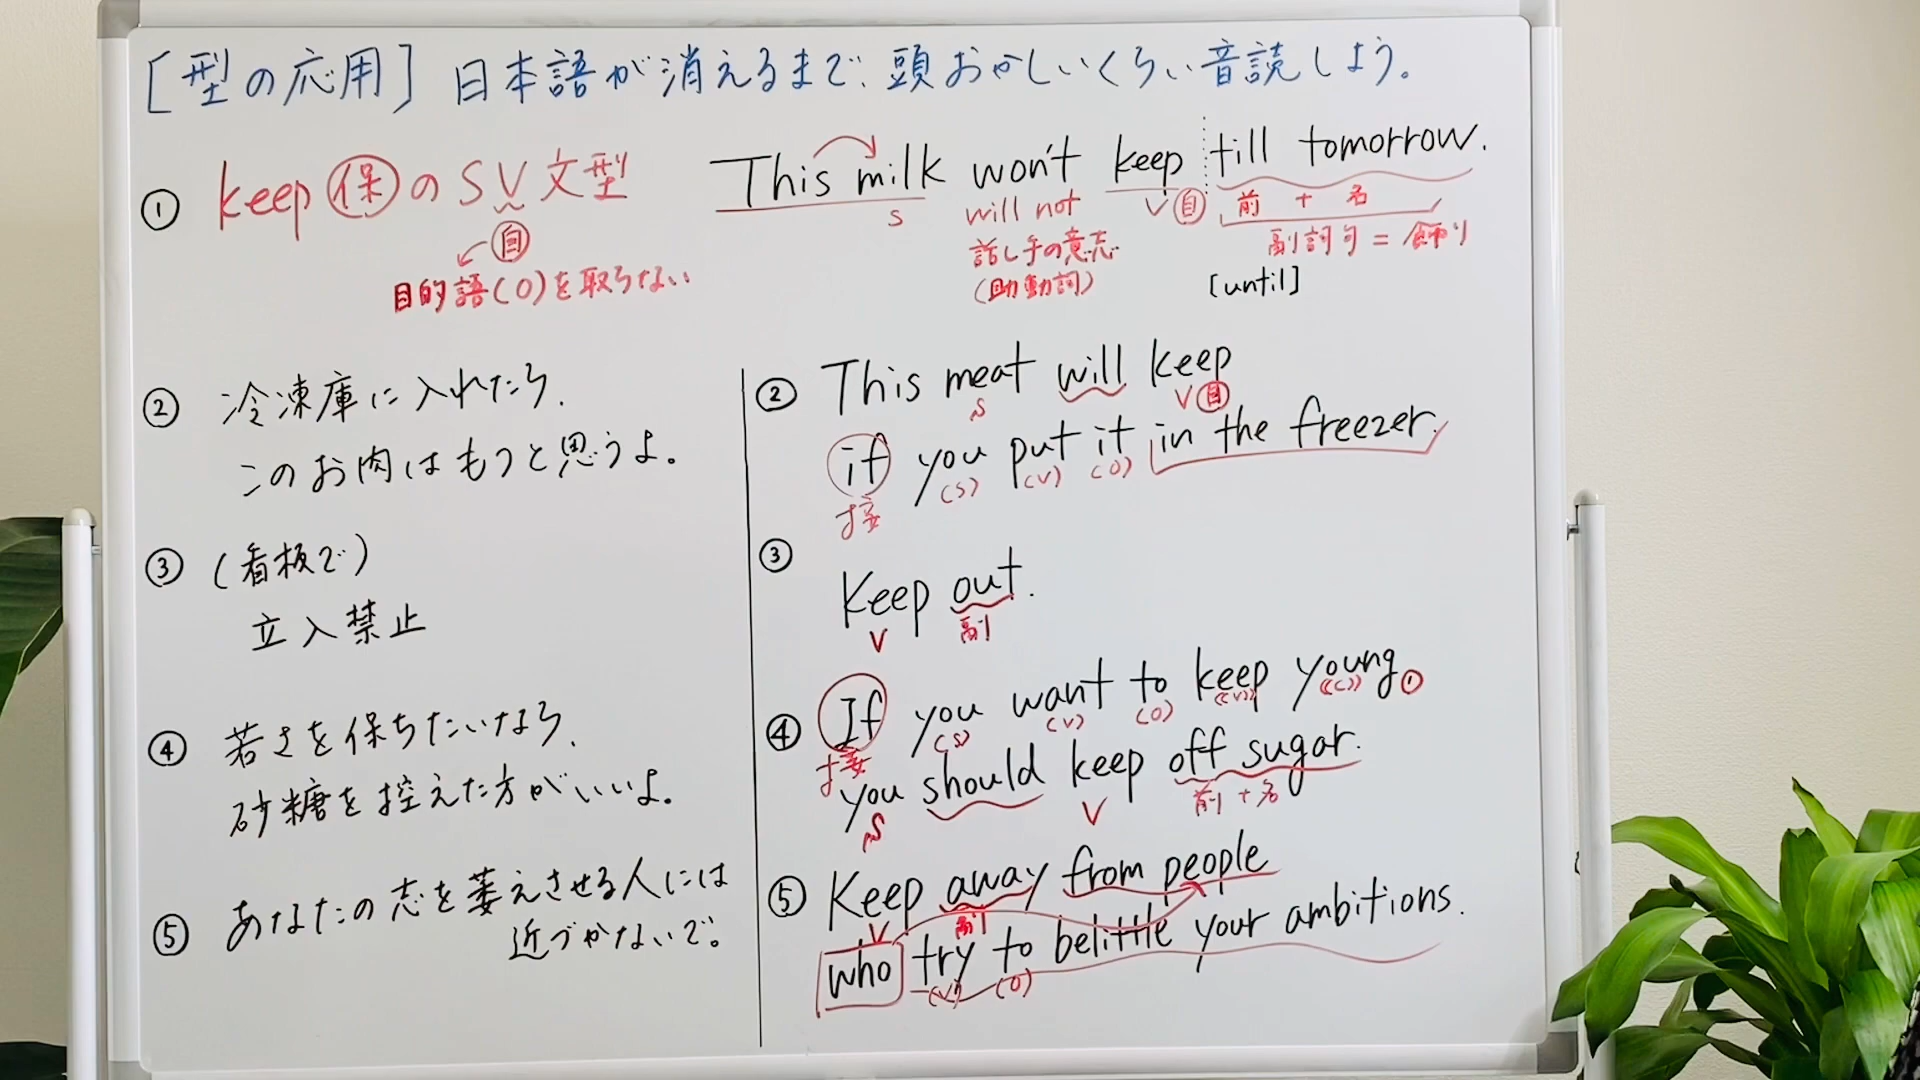 [型の応用] 日本語が消えるまで、頭おかしいくらい音読しよう。
① keep 保 の SV文型
自
目的語(O)を取らない
This milk won't keep till tomorrow.
S V 自 前 + 名
will not
話し手の意志
(助動詞)
副詞句 = 飾り
[until]
② 冷凍庫に入れたら、
このお肉はもつと思うよ。
③ (看板で)
立入禁止
④ 若さを保ちたいなら、
砂糖を控えた方がいいよ。
⑤ あなたの志を萎えさせる人には
近づかないで。
② This meat will keep
S V 自
if you put it in the freezer.
接 (S) (V) (O)
③
Keep out.
V 副
④ If you want to keep young,
接 (S) (V) (O) ((V)) ((C))
you should keep off sugar.
S V 前+名
⑤ Keep away from people
V 副
who try to belittle your ambitions.
(V) (O)